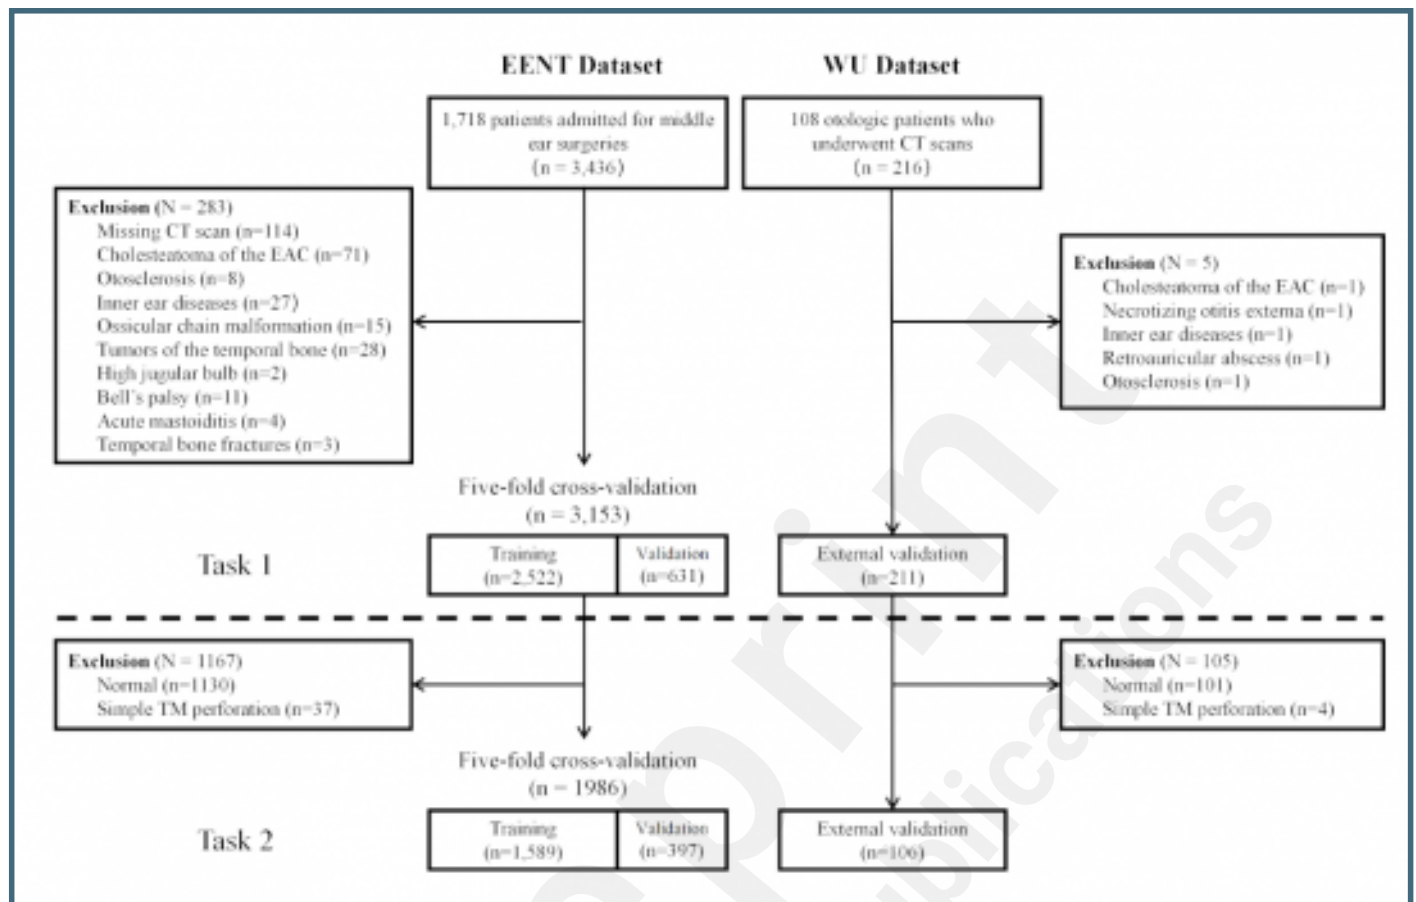 EENT Dataset
WU Dataset
1,718 patients admitted for middle
ear surgeries
(n = 3,436)
108 otologic patients who
underwent CT scans
(n = 216)
Exclusion (N = 283)
Missing CT scan (n=114)
Cholesteatoma of the EAC (n=71)
Otosclerosis (n=8)
Inner ear diseases (n=27)
Ossicular chain malformation (n=15)
Tumors of the temporal bone (n=28)
High jugular bulb (n=2)
Bell's palsy (n=11)
Acute mastoiditis (n=4)
Temporal bone fractures (n=3)
Exclusion (N = 5)
Cholesteatoma of the EAC (n=1)
Necrotizing otitis externa (n=1)
Inner ear diseases (n=1)
Retroauricular abscess (n=1)
Otosclerosis (n=1)
Five-fold cross-validation
(n = 3,153)
Task 1
Training
(n=2,522)
Validation
(n=631)
External validation
(n=211)
Exclusion (N = 1167)
Normal (n=1130)
Simple TM perforation (n=37)
Exclusion (N = 105)
Normal (n=101)
Simple TM perforation (n=4)
Five-fold cross-validation
(n = 1986)
Task 2
Training
(n=1,589)
Validation
(n=397)
External validation
(n=106)
print
ublications